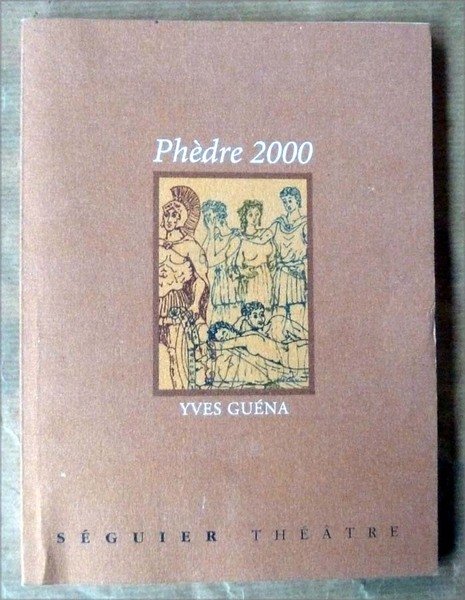 Phèdre 2000
YVES GUÉNA
SÉGUIER THÉÂTRE